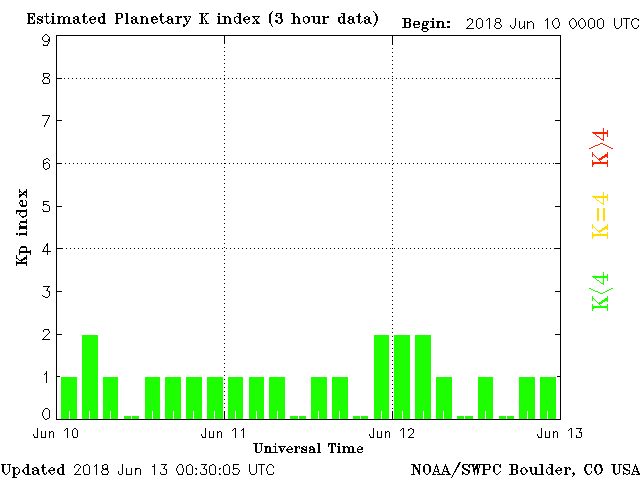 Estimated Planetary K index (3 hour data) Begin: 2018 Jun 10 0000 UTC
9
8
7
6
5
4
3
2
1
0
Kp index
K>4
K=4
K<4
Jun 10 Jun 11 Jun 12 Jun 13
Universal Time
Updated 2018 Jun 13 00:30:05 UTC NOAA/SWPC Boulder, CO USA